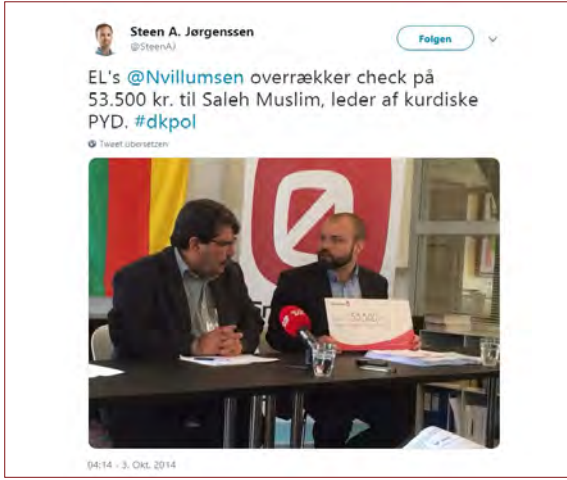 Steen A. Jørgenssen
@SteenAJ
Folgen
EL's @Nvillumsen overrækker check på
53.500 kr. til Saleh Muslim, leder af kurdiske
PYD. #dkpol
Tweet übersetzen
04:14 - 3. Okt. 2014